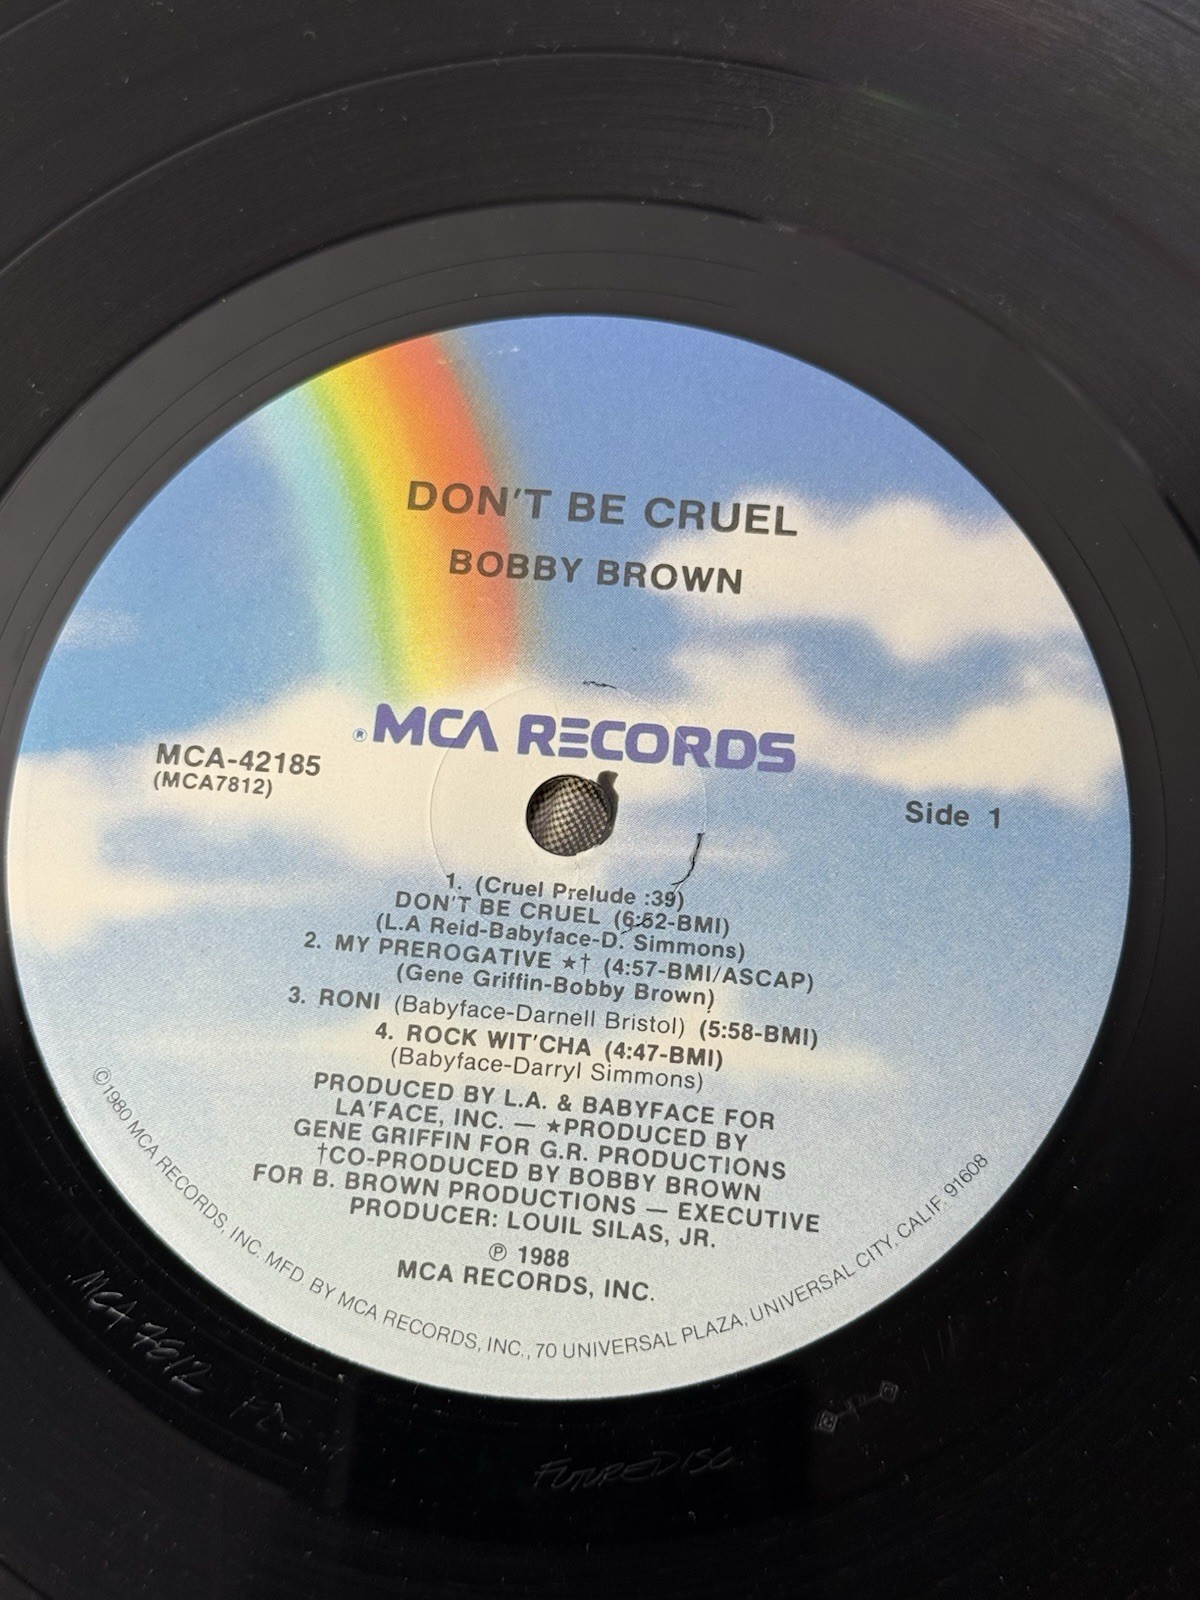 DON'T BE CRUEL
BOBBY BROWN
® MCA RECORDS
MCA-42185
(MCA7812)
Side 1
1. (Cruel Prelude :39)
DON'T BE CRUEL (6:52-BMI)
(L.A Reid-Babyface-D. Simmons)
2. MY PREROGATIVE ★† (4:57-BMI/ASCAP)
(Gene Griffin-Bobby Brown)
3. RONI (Babyface-Darnell Bristol) (5:58-BMI)
4. ROCK WIT'CHA (4:47-BMI)
(Babyface-Darryl Simmons)
PRODUCED BY L.A. & BABYFACE FOR
LA'FACE, INC. — ★PRODUCED BY
GENE GRIFFIN FOR G.R. PRODUCTIONS
†CO-PRODUCED BY BOBBY BROWN
FOR B. BROWN PRODUCTIONS — EXECUTIVE
PRODUCER: LOUIL SILAS, JR.
℗ 1988
MCA RECORDS, INC.
©1980 MCA RECORDS, INC. MFD. BY MCA RECORDS, INC., 70 UNIVERSAL PLAZA, UNIVERSAL CITY, CALIF. 91608
MCA 7812
FUTUREDISC